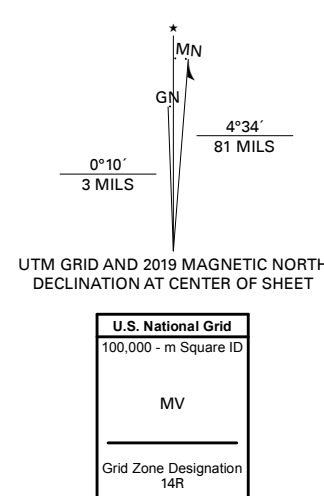 ★
MN
GN
4°34´
81 MILS
0°10´
3 MILS
UTM GRID AND 2019 MAGNETIC NORTH
DECLINATION AT CENTER OF SHEET
U.S. National Grid
100,000 - m Square ID
MV
Grid Zone Designation
14R